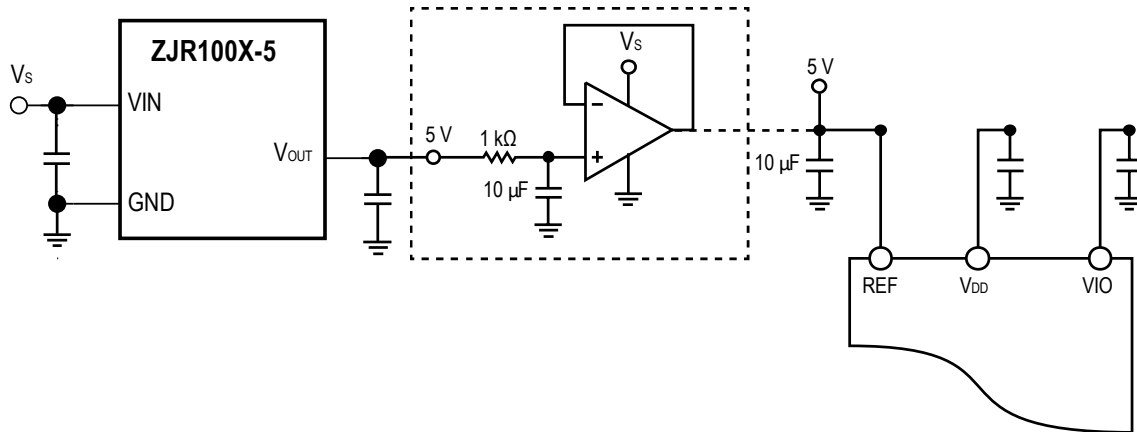 ZJR100X-5
Vs
VIN
VOUT
GND
5 V
1 kΩ
10 µF
Vs
−
+
5 V
10 µF
REF
VDD
VIO